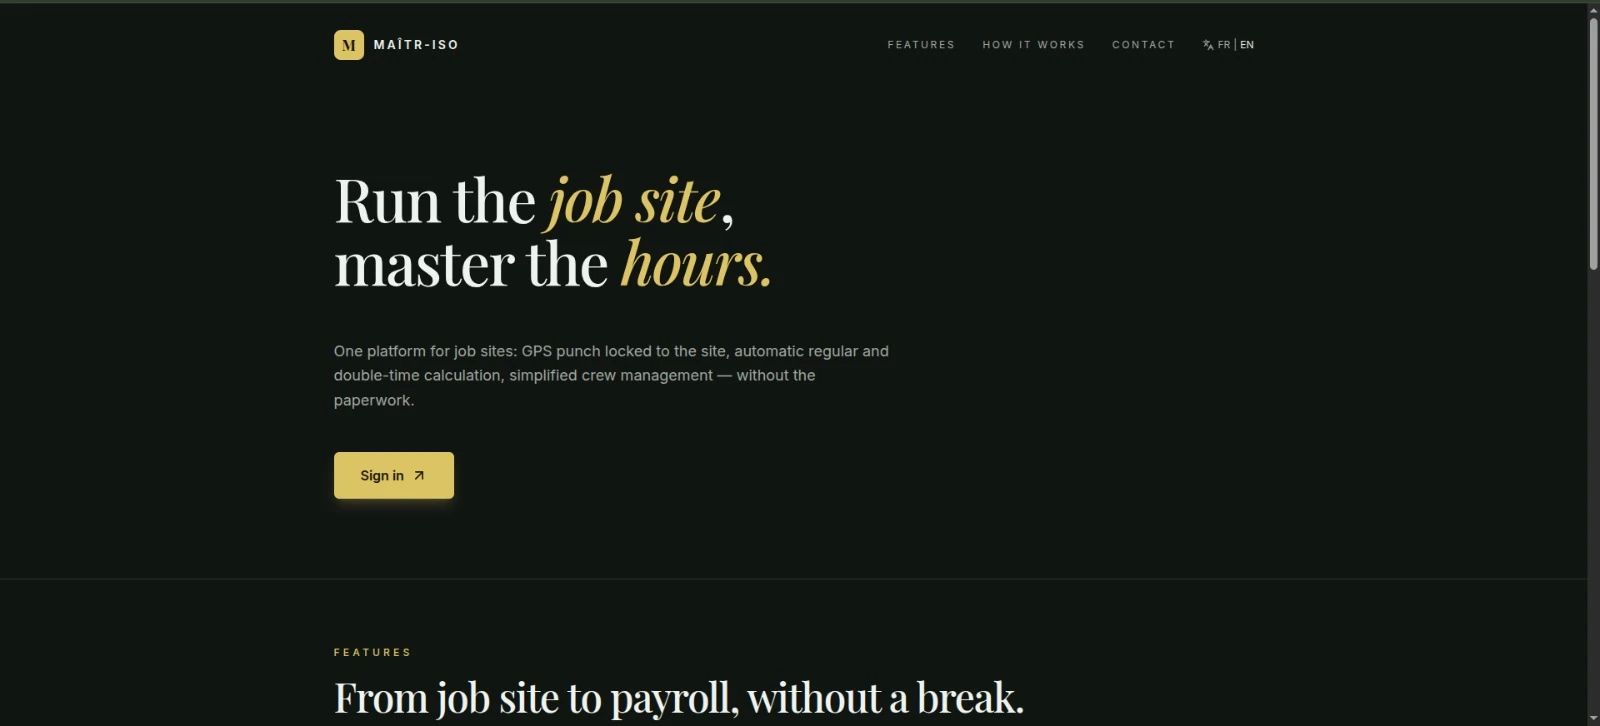 M MAÎTR-ISO
FEATURES HOW IT WORKS CONTACT FR | EN
Run the job site,
master the hours.
One platform for job sites: GPS punch locked to the site, automatic regular and
double-time calculation, simplified crew management — without the
paperwork.
Sign in
FEATURES
From job site to payroll, without a break.